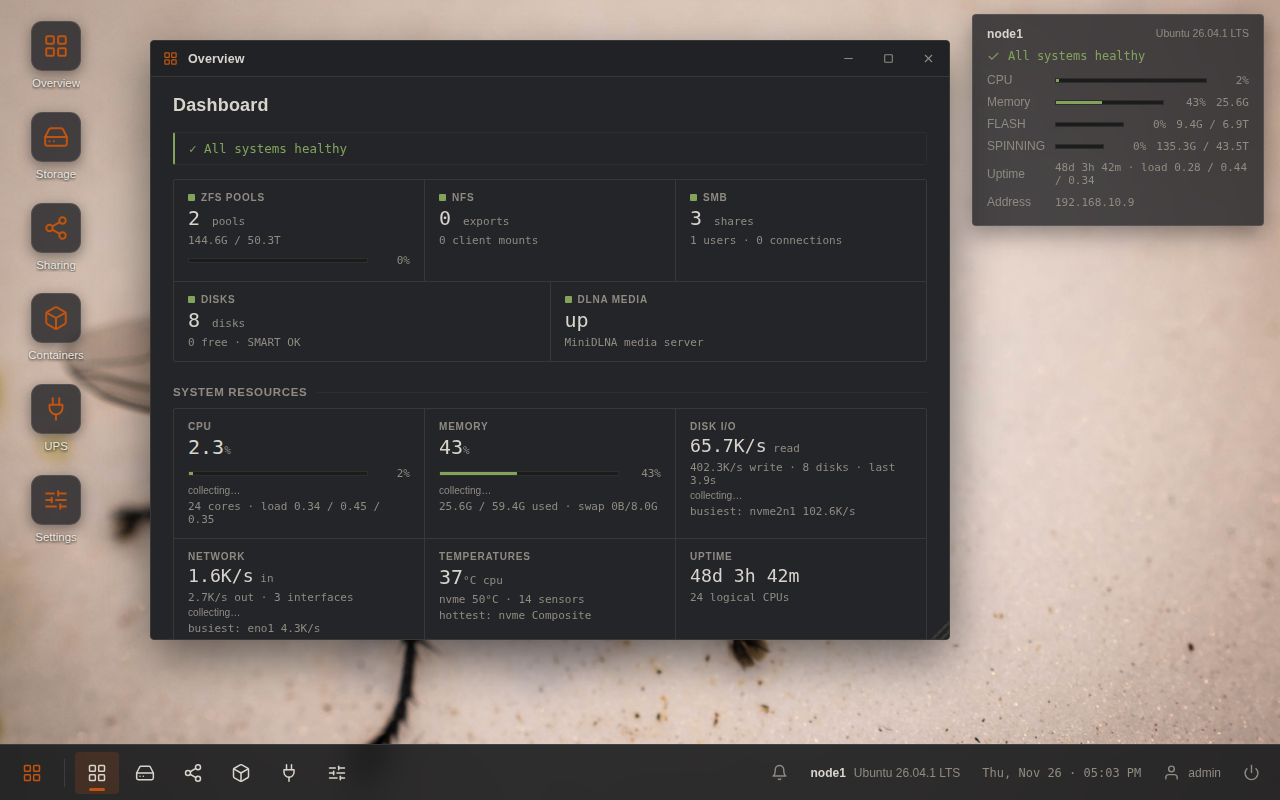 Overview
Storage
Sharing
Containers
UPS
Settings
Overview
Dashboard
✓ All systems healthy
ZFS POOLS
2 pools
144.6G / 50.3T
0%
NFS
0 exports
0 client mounts
SMB
3 shares
1 users · 0 connections
DISKS
8 disks
0 free · SMART OK
DLNA MEDIA
up
MiniDLNA media server
SYSTEM RESOURCES
CPU
2.3%
2%
collecting…
24 cores · load 0.34 / 0.45 /
0.35
MEMORY
43%
43%
collecting…
25.6G / 59.4G used · swap 0B/8.0G
DISK I/O
65.7K/s read
402.3K/s write · 8 disks · last
3.9s
collecting…
busiest: nvme2n1 102.6K/s
NETWORK
1.6K/s in
2.7K/s out · 3 interfaces
collecting…
busiest: eno1 4.3K/s
TEMPERATURES
37°C cpu
nvme 50°C · 14 sensors
hottest: nvme Composite
UPTIME
48d 3h 42m
24 logical CPUs
node1 Ubuntu 26.04.1 LTS
✓ All systems healthy
CPU 2%
Memory 43% 25.6G
FLASH 0% 9.4G / 6.9T
SPINNING 0% 135.3G / 43.5T
Uptime 48d 3h 42m · load 0.28 / 0.44
/ 0.34
Address 192.168.10.9
node1 Ubuntu 26.04.1 LTS Thu, Nov 26 · 05:03 PM admin